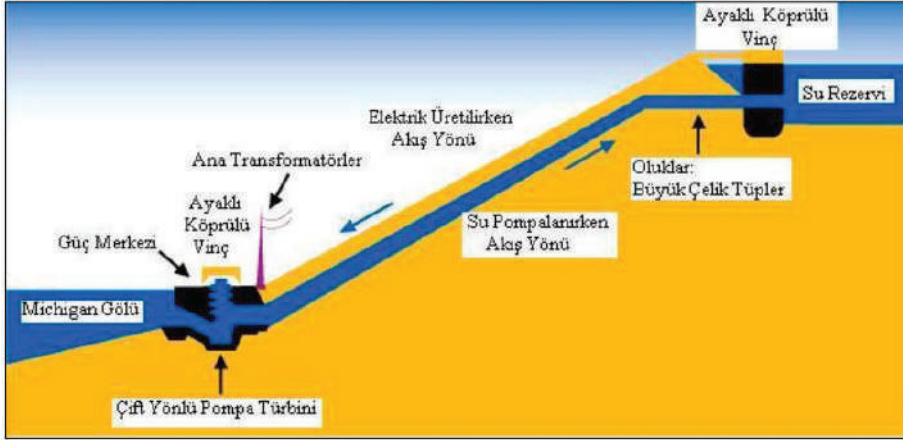 Ayaklı Köprülü
Vinç
Su Rezervi
Elektrik Üretilirken
Akış Yönü
Ana Transformatörler
Oluklar:
Büyük Çelik Tüpler
Ayaklı
Köprülü
Vinç
Su Pompalanırken
Akış Yönü
Güç Merkezi
Michigan Gölü
Çift Yönlü Pompa Türbini